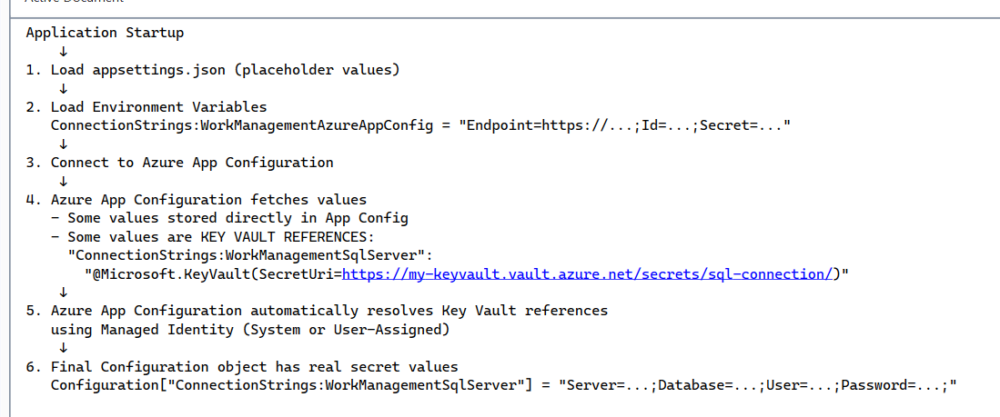 Active Document
Application Startup
↓
1. Load appsettings.json (placeholder values)
↓
2. Load Environment Variables
ConnectionStrings:WorkManagementAzureAppConfig = "Endpoint=https://...;Id=...;Secret=..."
↓
3. Connect to Azure App Configuration
↓
4. Azure App Configuration fetches values
- Some values stored directly in App Config
- Some values are KEY VAULT REFERENCES:
"ConnectionStrings:WorkManagementSqlServer":
"@Microsoft.KeyVault(SecretUri=https://my-keyvault.vault.azure.net/secrets/sql-connection/)"
↓
5. Azure App Configuration automatically resolves Key Vault references
using Managed Identity (System or User-Assigned)
↓
6. Final Configuration object has real secret values
Configuration["ConnectionStrings:WorkManagementSqlServer"] = "Server=...;Database=...;User=...;Password=...;"